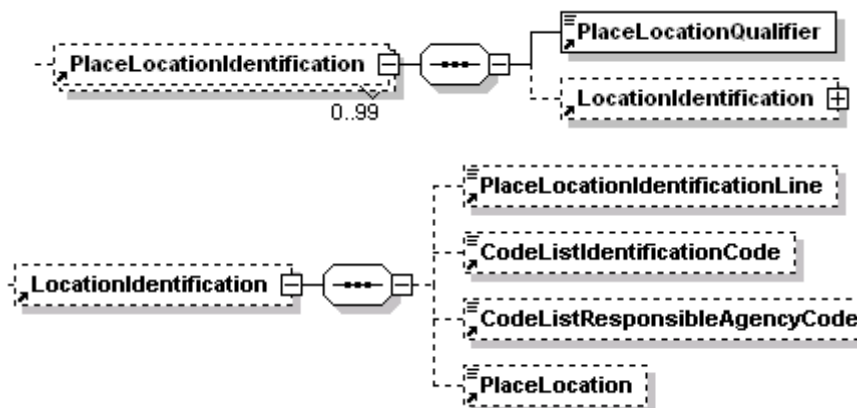 PlaceLocationIdentification
0..99
PlaceLocationQualifier
LocationIdentification
LocationIdentification
PlaceLocationIdentificationLine
CodeListIdentificationCode
CodeListResponsibleAgencyCode
PlaceLocation